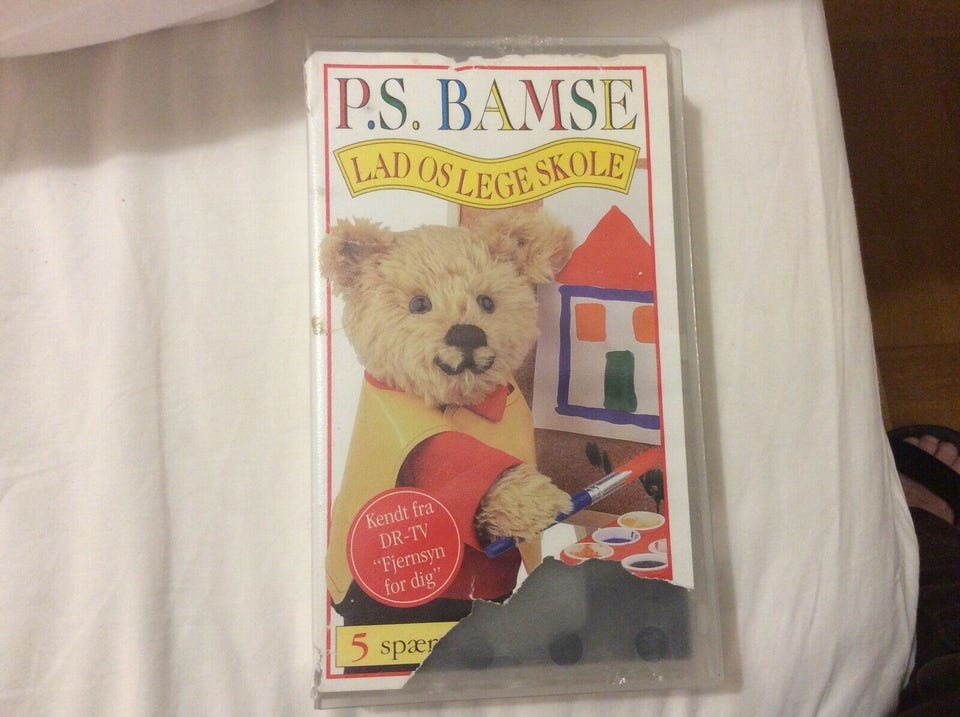 P.S. BAMSE
LAD OS LEGE SKOLE
Kendt fra
DR-TV
"Fjernsyn
for dig"
5